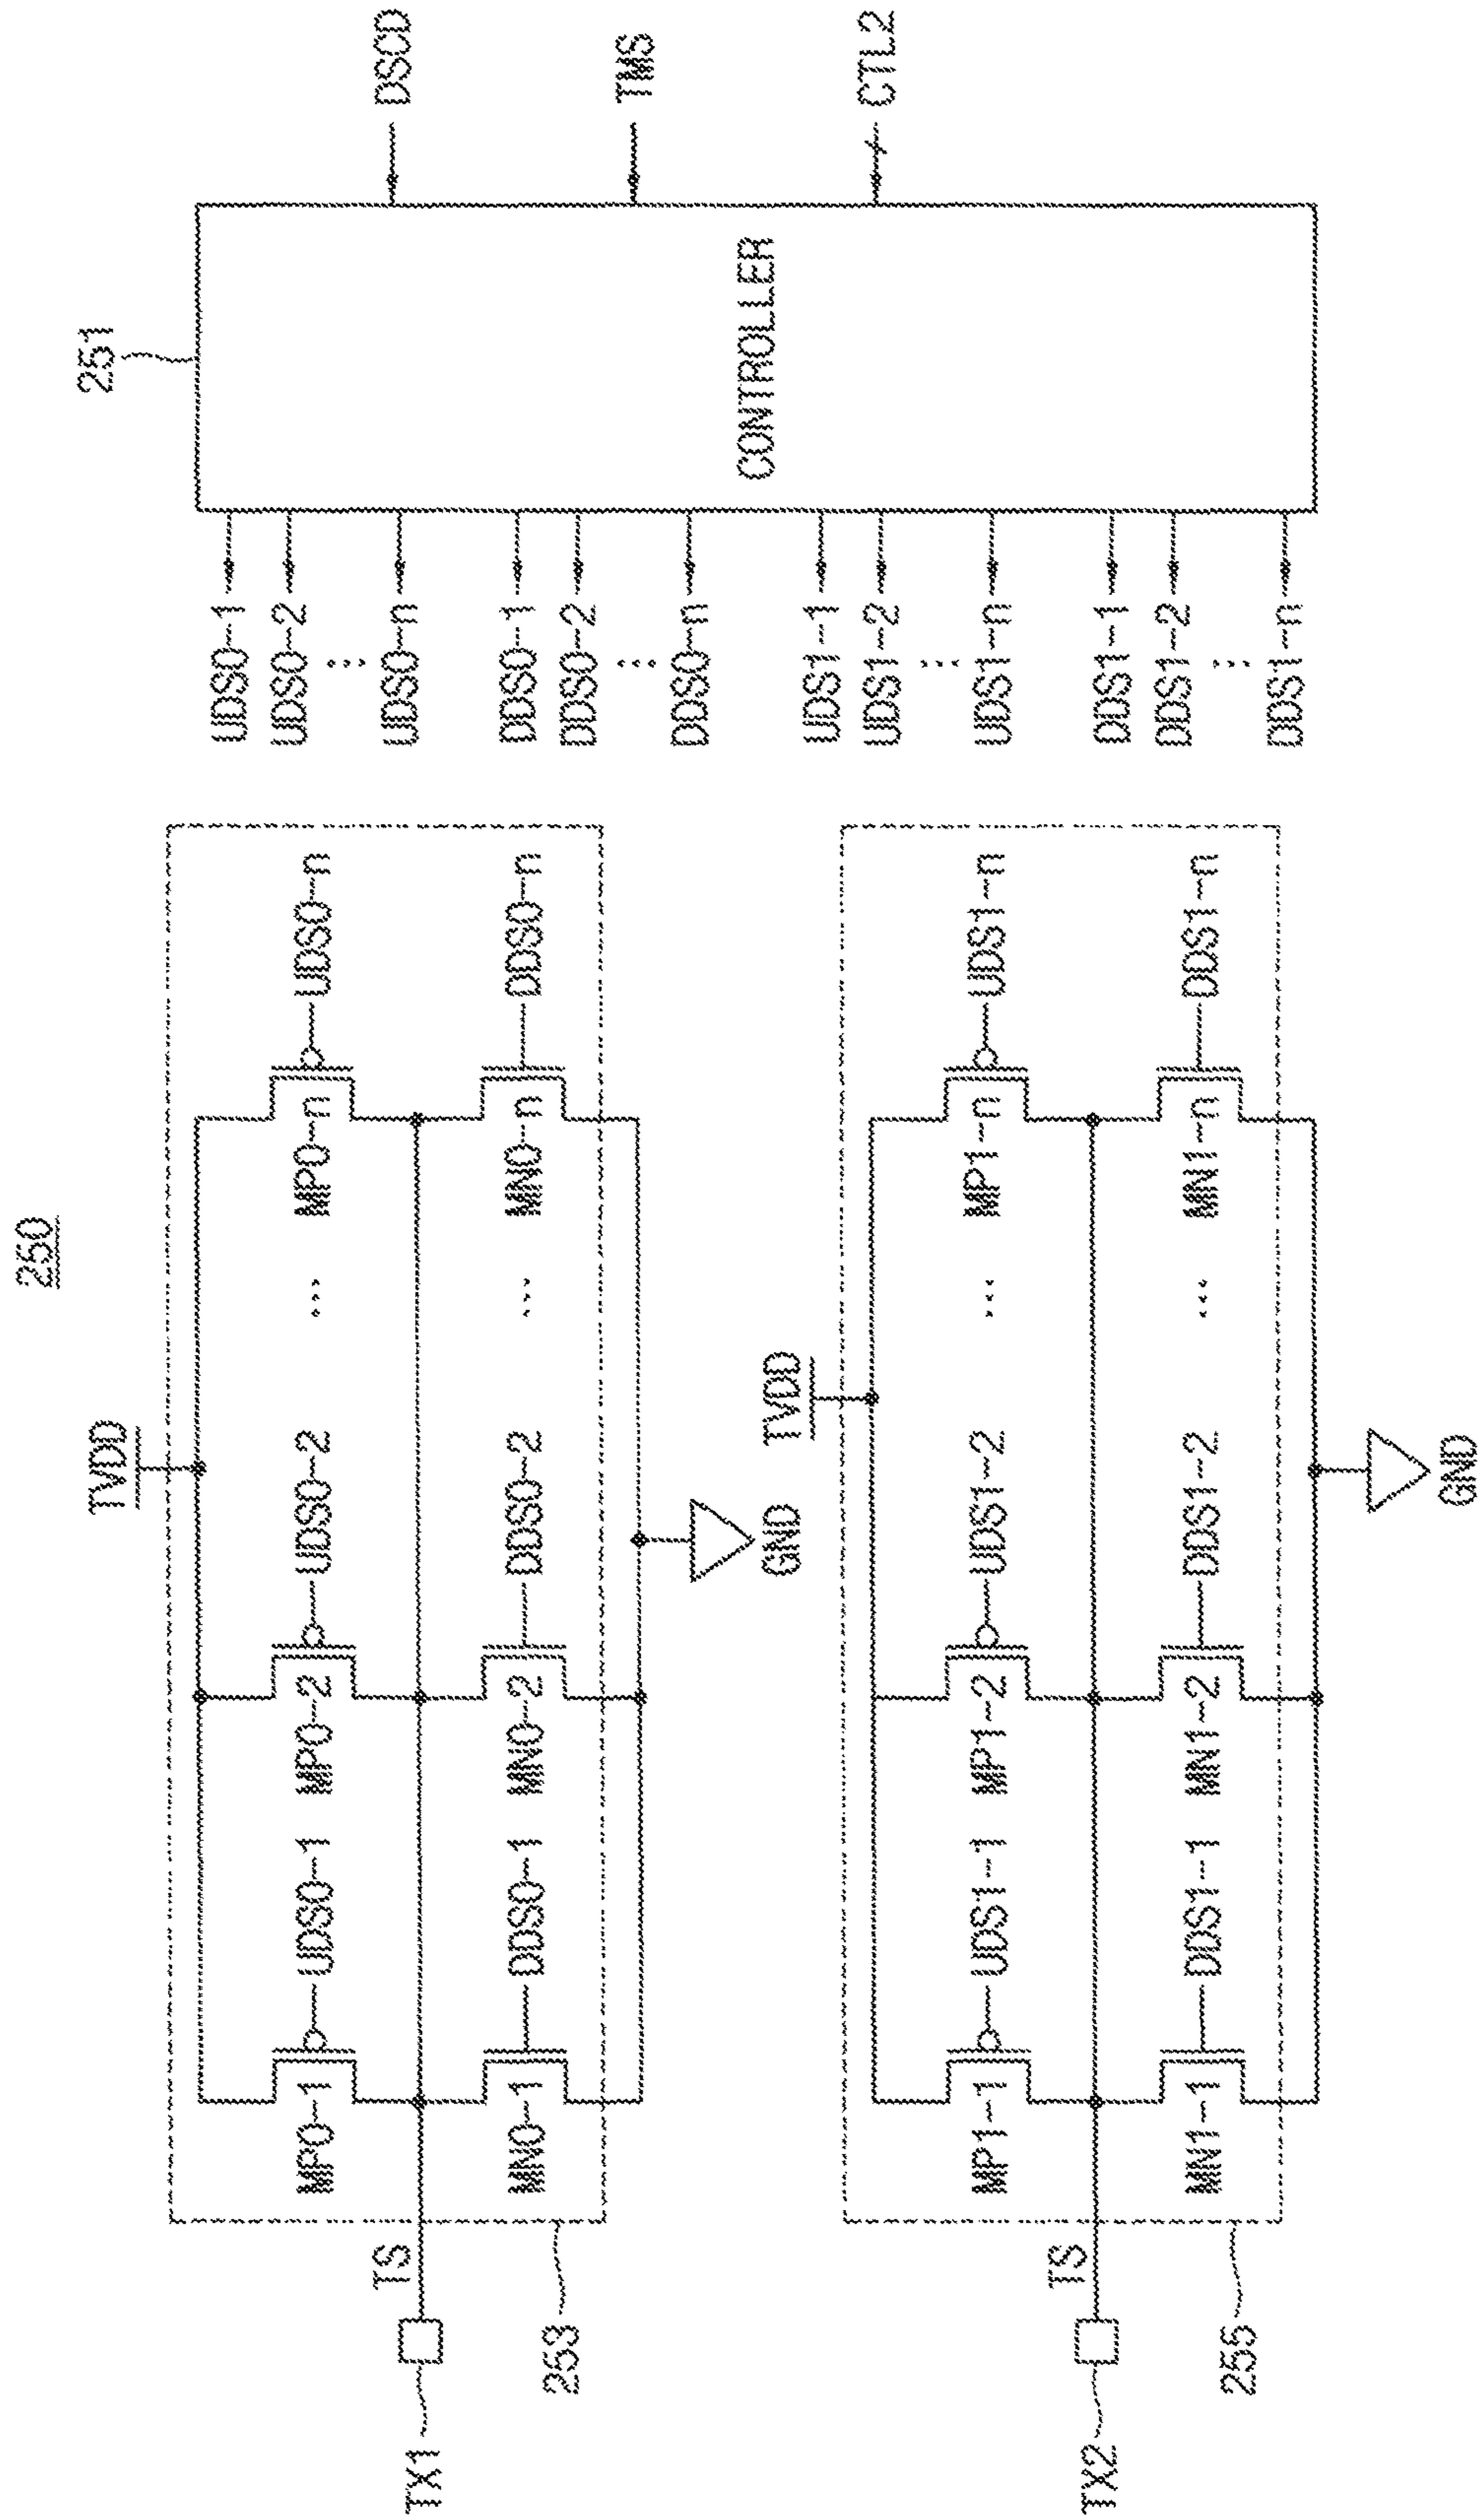 250
TVDD
MP0-1
UDS0-1
MP0-2
UDS0-2
...
MP0-n
UDS0-n
TS
TX1
MN0-1
DDS0-1
MN0-2
DDS0-2
...
MN0-n
DDS0-n
253
GND
TVDD
MP1-1
UDS1-1
MP1-2
UDS1-2
...
MP1-n
UDS1-n
TS
TX2
MN1-1
DDS1-1
MN1-2
DDS1-2
...
MN1-n
DDS1-n
255
GND
251
UDS0-1
UDS0-2
...
UDS0-n
DDS0-1
DDS0-2
...
DDS0-n
UDS1-1
UDS1-2
...
UDS1-n
DDS1-1
DDS1-2
...
DDS1-n
CONTROLLER
DSCD
TMS
CTL2